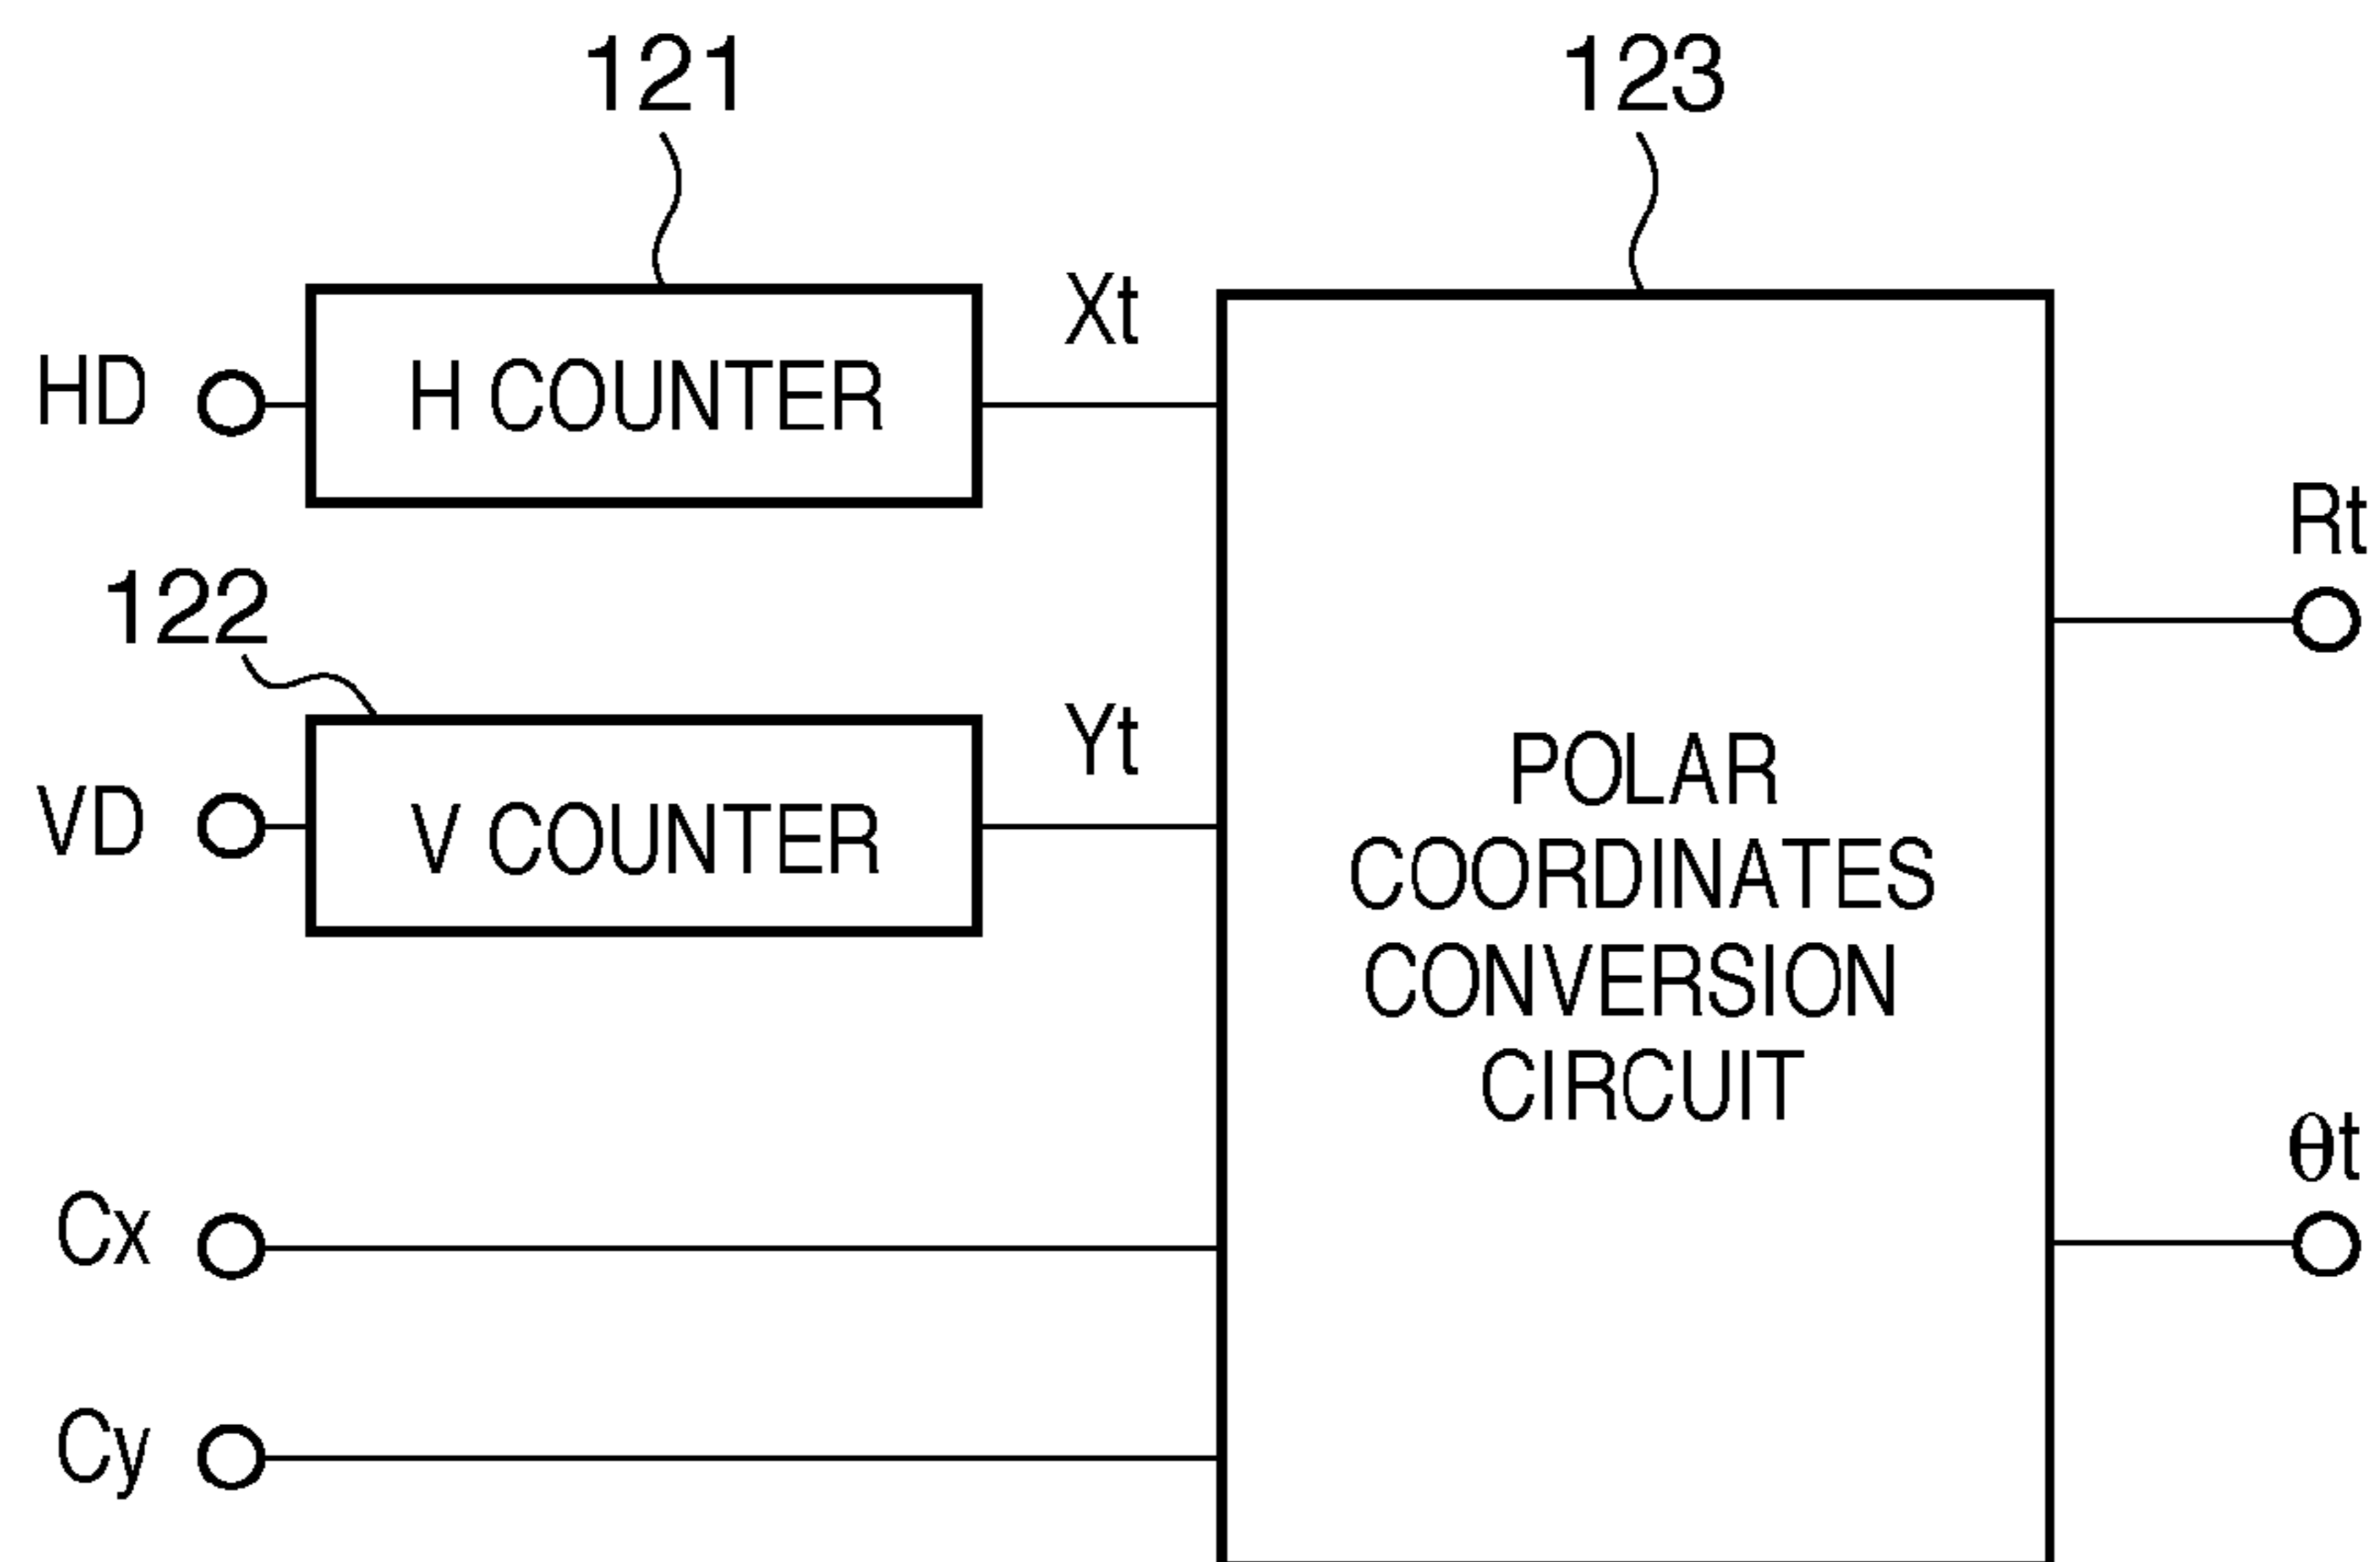 121
123
Xt
HD
H COUNTER
Rt
122
Yt
VD
V COUNTER
POLAR
COORDINATES
CONVERSION
CIRCUIT
θt
Cx
Cy